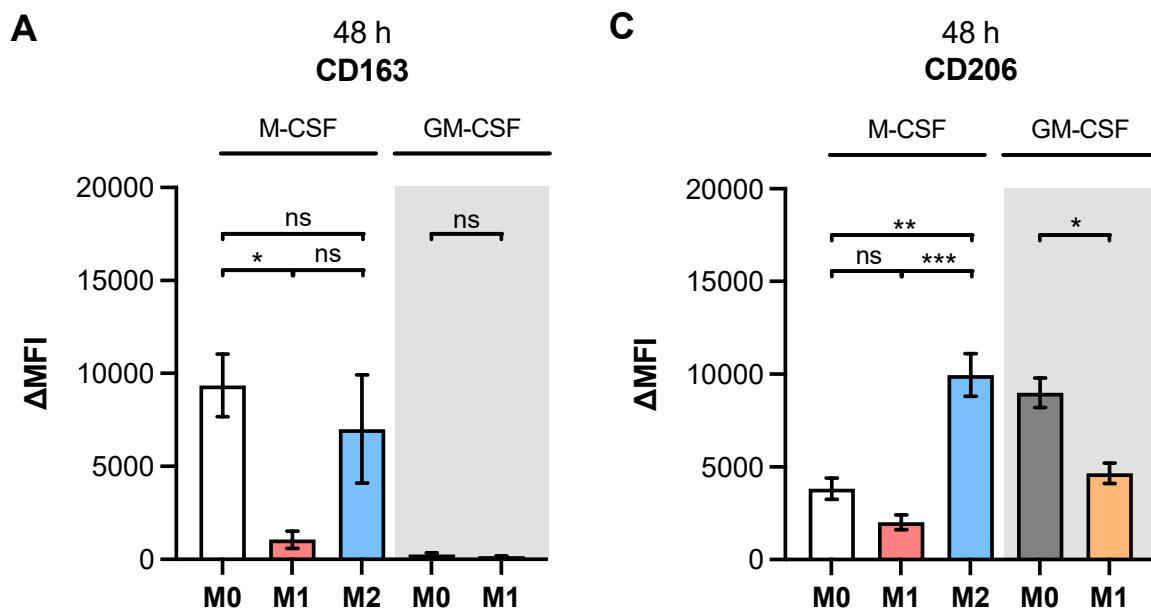 A
48 h
CD163
M-CSF GM-CSF
20000
15000
10000
5000
0
ΔMFI
ns
* ns
ns
M0 M1 M2 M0 M1
C
48 h
CD206
M-CSF GM-CSF
20000
15000
10000
5000
0
ΔMFI
**
ns ***
*
M0 M1 M2 M0 M1